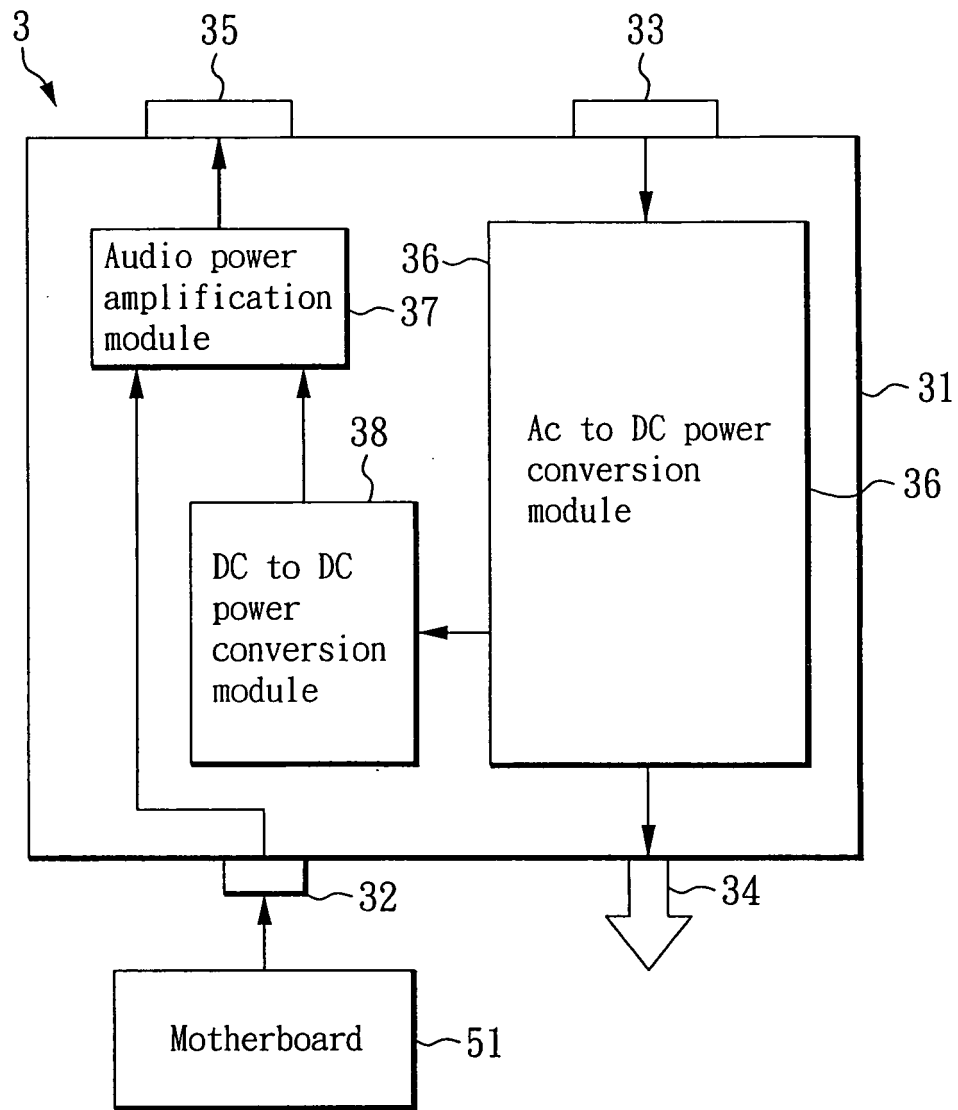 3
35
33
36
Audio power
amplification
module
37
31
38
Ac to DC power
conversion
module
36
DC to DC
power
conversion
module
32
34
Motherboard
51